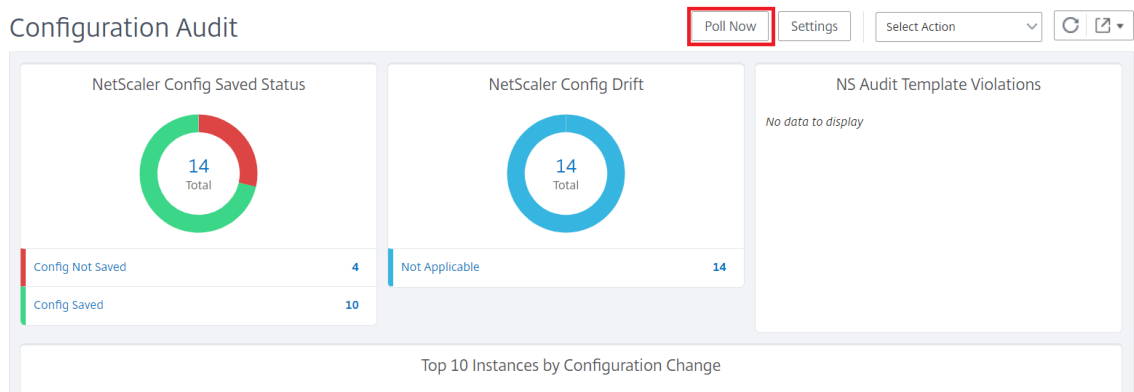 Configuration Audit
Poll Now
Settings
Select Action
NetScaler Config Saved Status
14
Total
Config Not Saved 4
Config Saved 10
NetScaler Config Drift
14
Total
Not Applicable 14
NS Audit Template Violations
No data to display
Top 10 Instances by Configuration Change